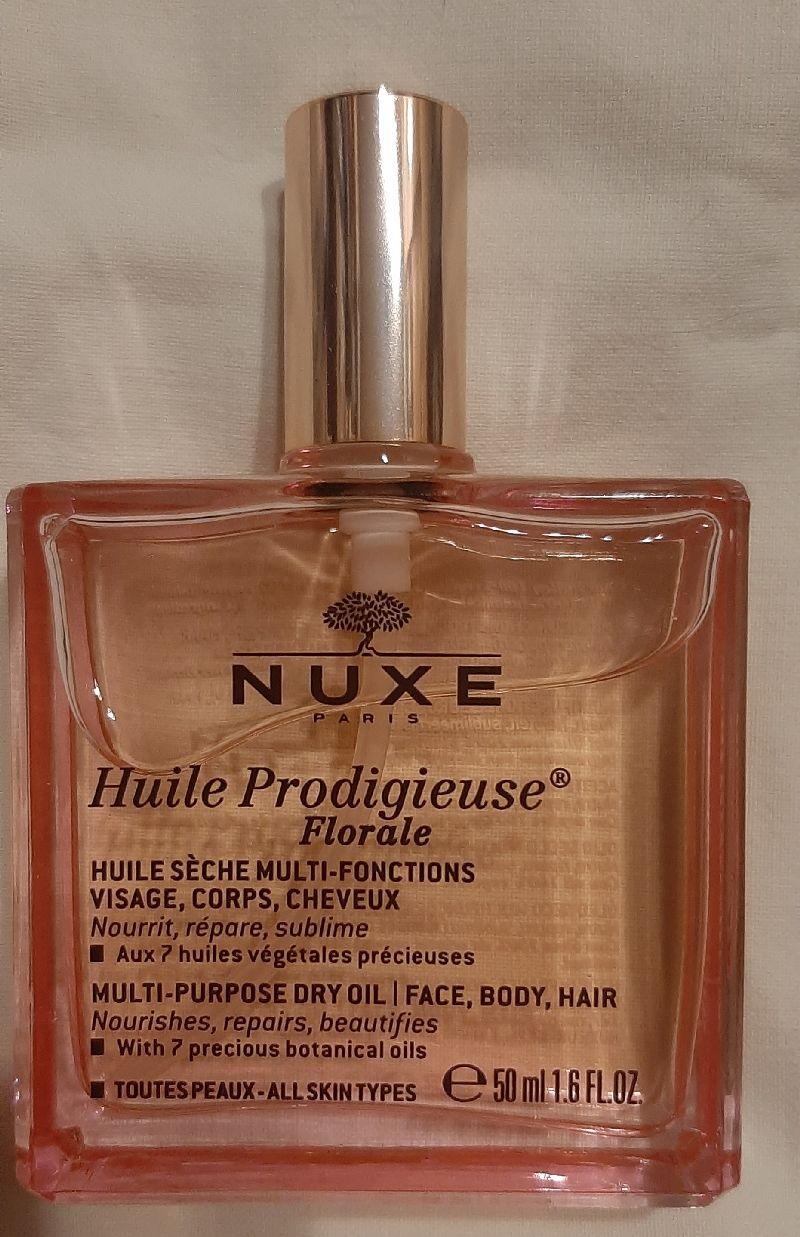 NUXE
PARIS
Huile Prodigieuse®
Florale
HUILE SÈCHE MULTI-FONCTIONS
VISAGE, CORPS, CHEVEUX
Nourrit, répare, sublime
■ Aux 7 huiles végétales précieuses
MULTI-PURPOSE DRY OIL | FACE, BODY, HAIR
Nourishes, repairs, beautifies
■ With 7 precious botanical oils
■ TOUTES PEAUX - ALL SKIN TYPES ℮ 50 ml 1.6 FL.OZ.